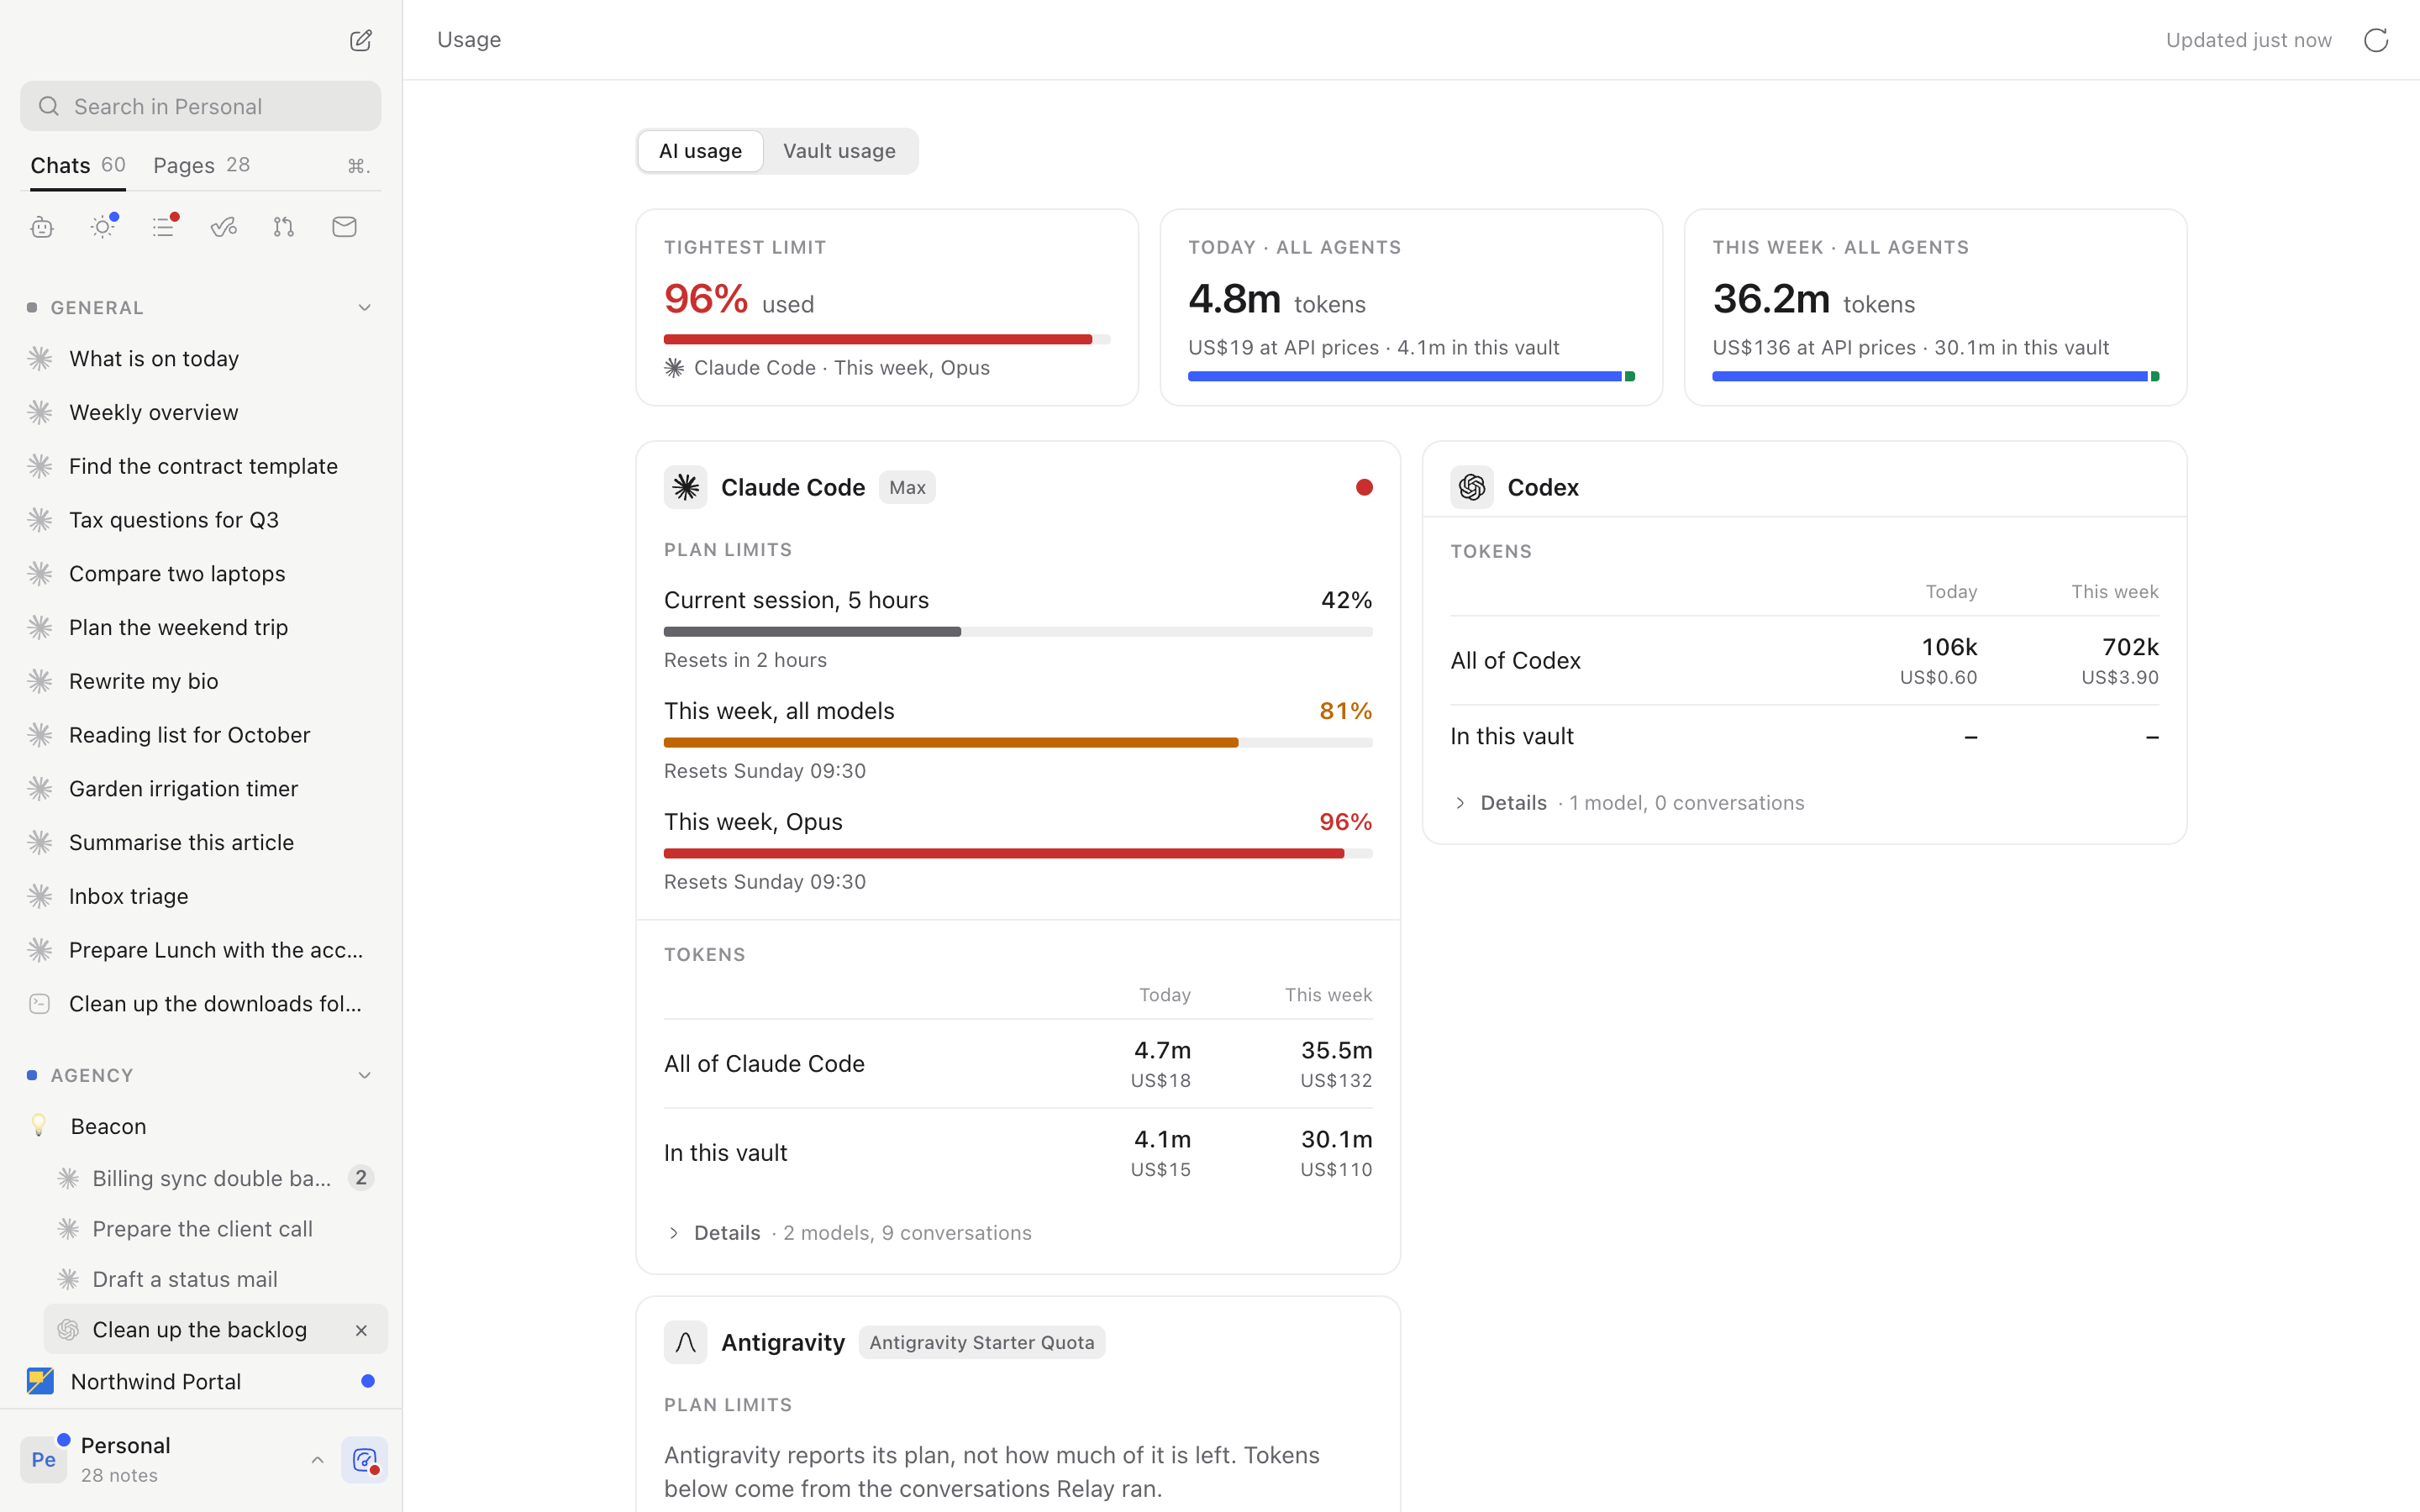 Search in Personal
Chats 60 Pages 28 ⌘.
GENERAL
What is on today
Weekly overview
Find the contract template
Tax questions for Q3
Compare two laptops
Plan the weekend trip
Rewrite my bio
Reading list for October
Garden irrigation timer
Summarise this article
Inbox triage
Prepare Lunch with the acc...
Clean up the downloads fol...
AGENCY
Beacon
Billing sync double ba... 2
Prepare the client call
Draft a status mail
Clean up the backlog
Northwind Portal
Pe Personal
28 notes
Usage
Updated just now
AI usage Vault usage
TIGHTEST LIMIT
96% used
Claude Code · This week, Opus
TODAY · ALL AGENTS
4.8m tokens
US$19 at API prices · 4.1m in this vault
THIS WEEK · ALL AGENTS
36.2m tokens
US$136 at API prices · 30.1m in this vault
Claude Code Max
PLAN LIMITS
Current session, 5 hours 42%
Resets in 2 hours
This week, all models 81%
Resets Sunday 09:30
This week, Opus 96%
Resets Sunday 09:30
TOKENS
Today This week
All of Claude Code 4.7m 35.5m
US$18 US$132
In this vault 4.1m 30.1m
US$15 US$110
Details · 2 models, 9 conversations
Codex
TOKENS
Today This week
All of Codex 106k 702k
US$0.60 US$3.90
In this vault – –
Details · 1 model, 0 conversations
Antigravity Antigravity Starter Quota
PLAN LIMITS
Antigravity reports its plan, not how much of it is left. Tokens
below come from the conversations Relay ran.